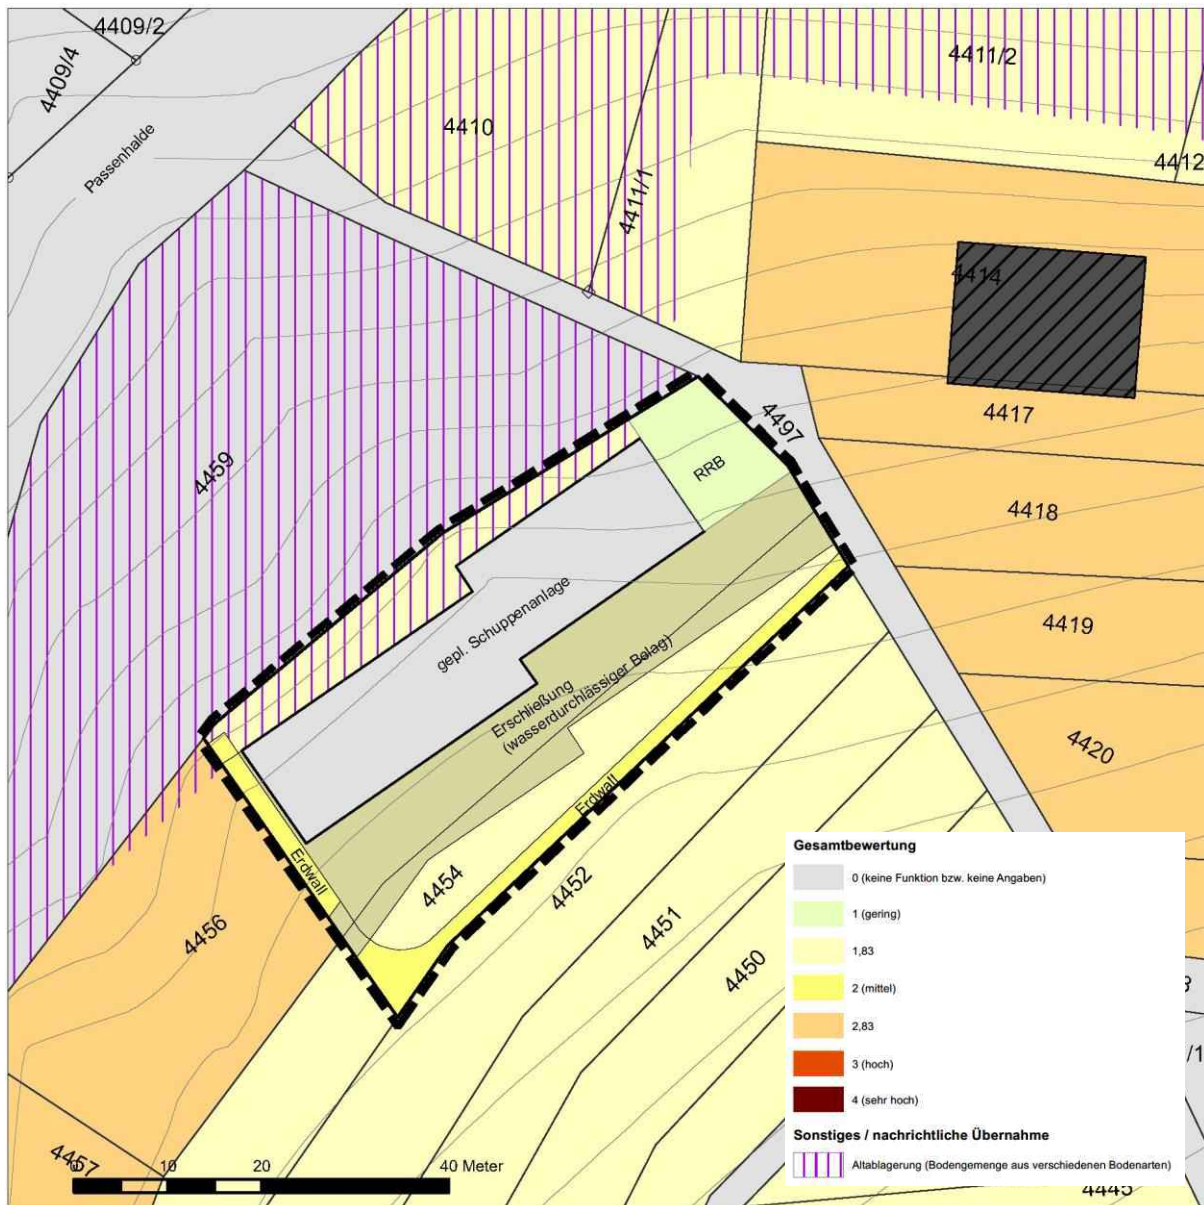 4409/2
4409/4
Passenhalde
4410
4411/1
4411/2
4412
4414
4417
4497
4418
4459
RRB
4419
gepl. Schuppenanlage
Erschließung
(wasserdurchlässiger Belag)
4420
Erdwall
Erdwall
4454
4452
4456
4451
4450
Gesamtbewertung
0 (keine Funktion bzw. keine Angaben)
1 (gering)
1,83
2 (mittel)
2,83
3 (hoch)
4 (sehr hoch)
Sonstiges / nachrichtliche Übernahme
Altablagerung (Bodengemenge aus verschiedenen Bodenarten)
/1
4457
10
20
40 Meter
4445